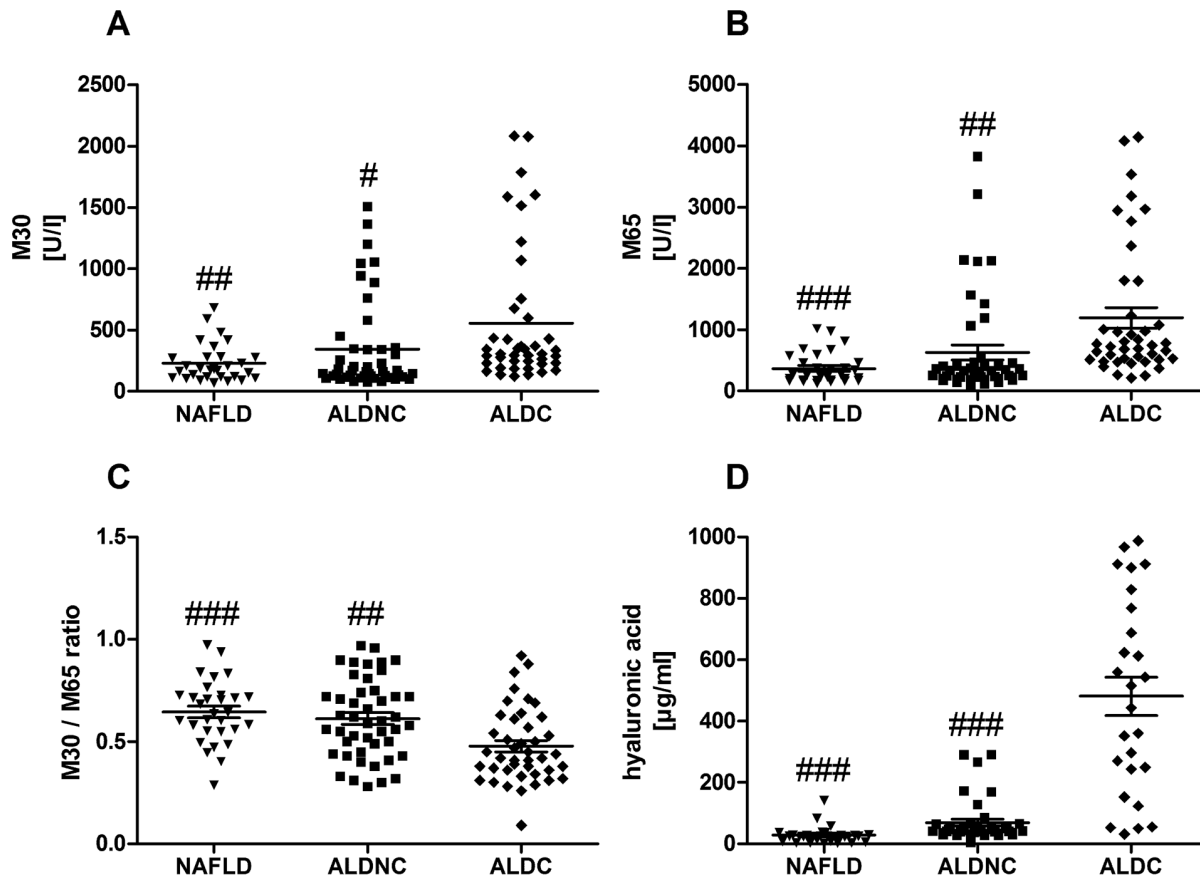 A
M30
[U/l]
2500
2000
1500
1000
500
0
##
#
NAFLD
ALDNC
ALDC
B
M65
[U/l]
5000
4000
3000
2000
1000
0
###
##
NAFLD
ALDNC
ALDC
C
M30 / M65 ratio
1.5
1.0
0.5
0.0
###
##
NAFLD
ALDNC
ALDC
D
hyaluronic acid
[µg/ml]
1000
800
600
400
200
0
###
###
NAFLD
ALDNC
ALDC